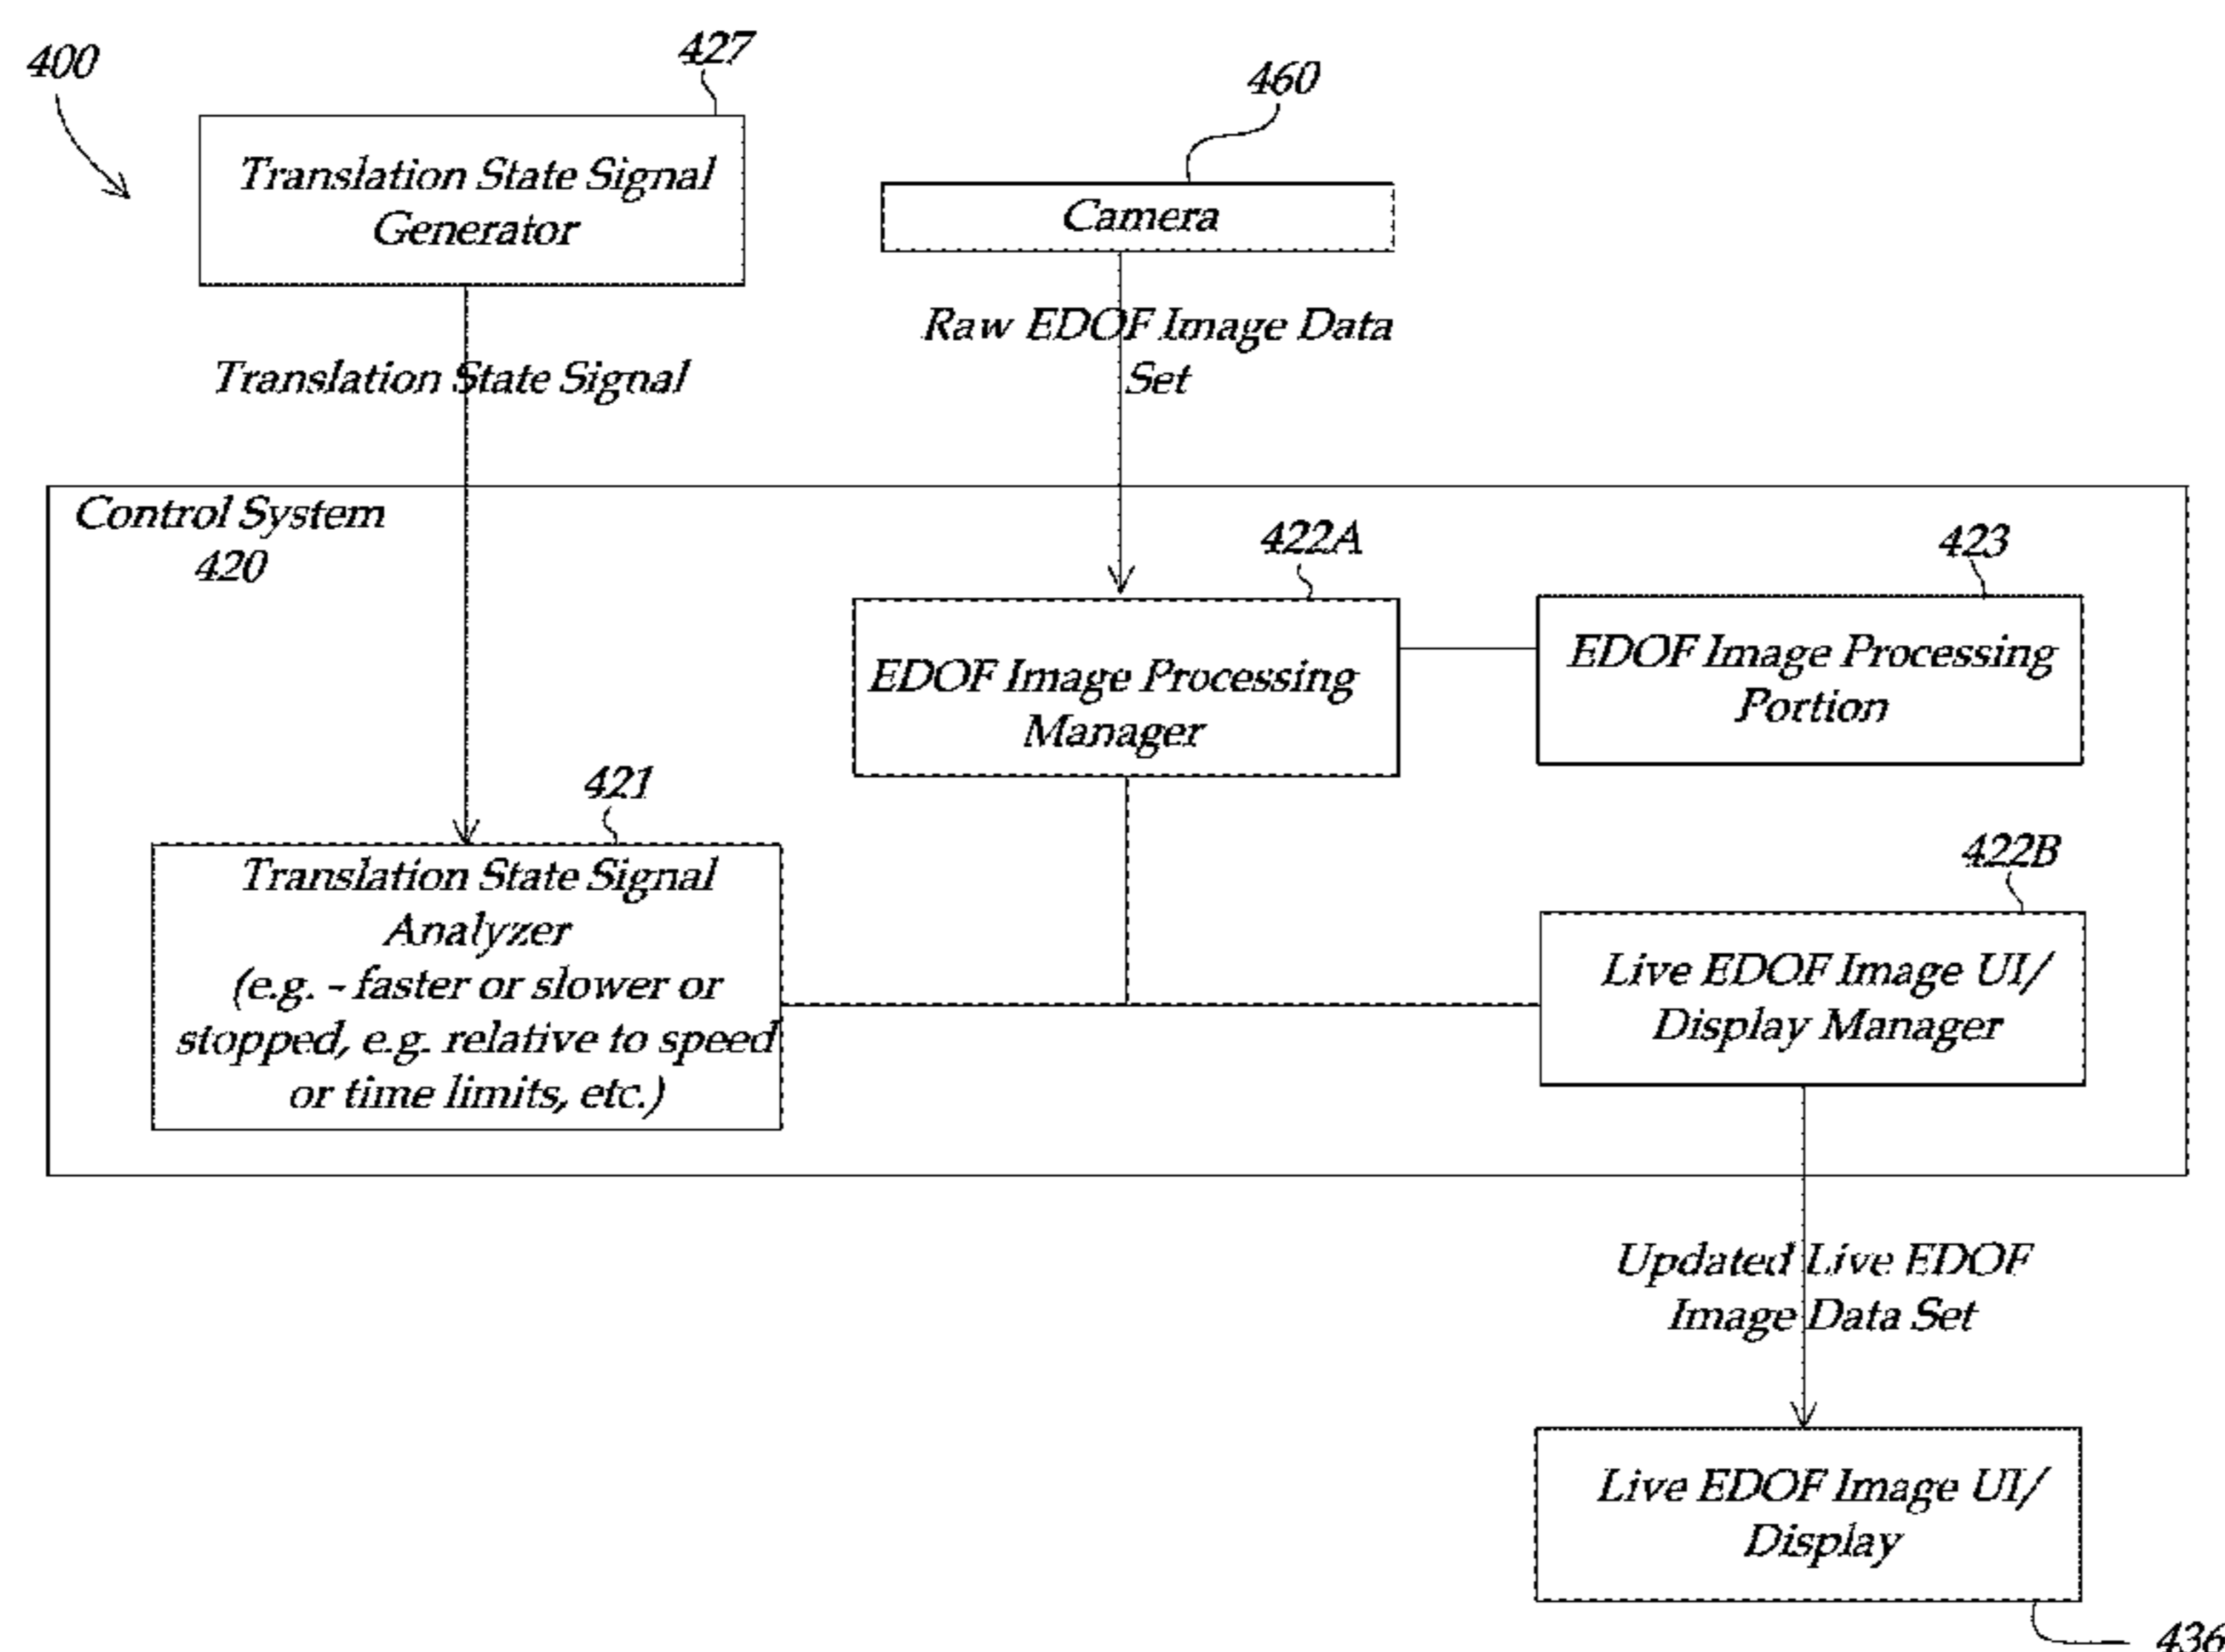 400
427
460
Translation State Signal
Generator
Camera
Raw EDOF Image Data
Set
Translation State Signal
Control System
420
422A
423
EDOF Image Processing
Manager
EDOF Image Processing
Portion
421
Translation State Signal
Analyzer
(e.g. - faster or slower or
stopped, e.g. relative to speed
or time limits, etc.)
422B
Live EDOF Image UI/
Display Manager
Updated Live EDOF
Image Data Set
Live EDOF Image UI/
Display
436